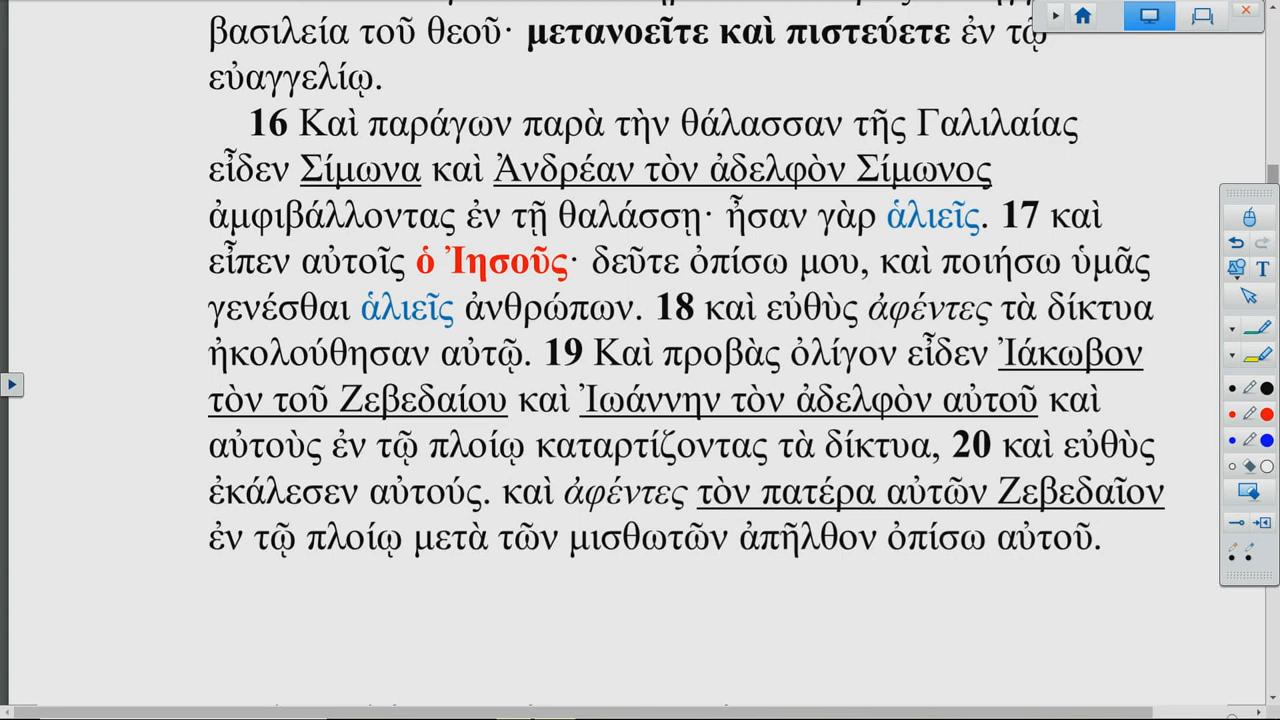 βασιλεία τοῦ θεοῦ· μετανοεῖτε καὶ πιστεύετε ἐν τῷ
εὐαγγελίῳ.
16 Καὶ παράγων παρὰ τὴν θάλασσαν τῆς Γαλιλαίας
εἶδεν Σίμωνα καὶ Ἀνδρέαν τὸν ἀδελφὸν Σίμωνος
ἀμφιβάλλοντας ἐν τῇ θαλάσσῃ· ἦσαν γὰρ ἁλιεῖς. 17 καὶ
εἶπεν αὐτοῖς ὁ Ἰησοῦς· δεῦτε ὀπίσω μου, καὶ ποιήσω ὑμᾶς
γενέσθαι ἁλιεῖς ἀνθρώπων. 18 καὶ εὐθὺς ἀφέντες τὰ δίκτυα
ἠκολούθησαν αὐτῷ. 19 Καὶ προβὰς ὀλίγον εἶδεν Ἰάκωβον
τὸν τοῦ Ζεβεδαίου καὶ Ἰωάννην τὸν ἀδελφὸν αὐτοῦ καὶ
αὐτοὺς ἐν τῷ πλοίῳ καταρτίζοντας τὰ δίκτυα, 20 καὶ εὐθὺς
ἐκάλεσεν αὐτούς. καὶ ἀφέντες τὸν πατέρα αὐτῶν Ζεβεδαῖον
ἐν τῷ πλοίῳ μετὰ τῶν μισθωτῶν ἀπῆλθον ὀπίσω αὐτοῦ.